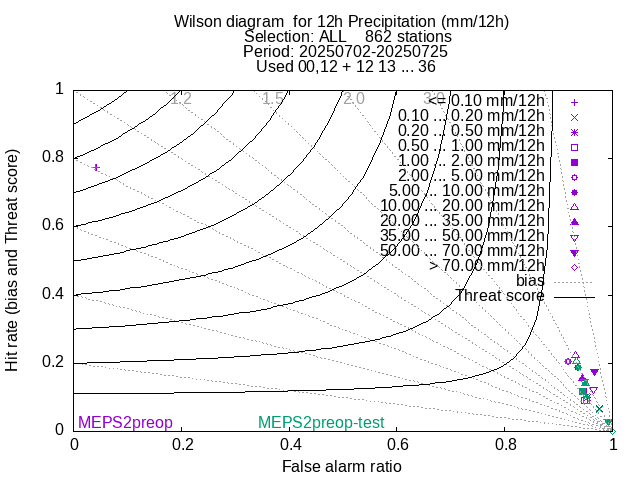 Wilson diagram  for 12h Precipitation (mm/12h)
Selection: ALL    862 stations
Period: 20250702-20250725
Used 00,12 + 12 13 ... 36
1.2 1.5 2.0 3.0
<= 0.10 mm/12h
0.10 ... 0.20 mm/12h
0.20 ... 0.50 mm/12h
0.50 ... 1.00 mm/12h
1.00 ... 2.00 mm/12h
2.00 ... 5.00 mm/12h
5.00 ... 10.00 mm/12h
10.00 ... 20.00 mm/12h
20.00 ... 35.00 mm/12h
35.00 ... 50.00 mm/12h
50.00 ... 70.00 mm/12h
> 70.00 mm/12h
bias
Threat score
Hit rate (bias and Threat score)
1
0.8
0.6
0.4
0.2
0
MEPS2preop
MEPS2preop-test
0 0.2 0.4 0.6 0.8 1
False alarm ratio